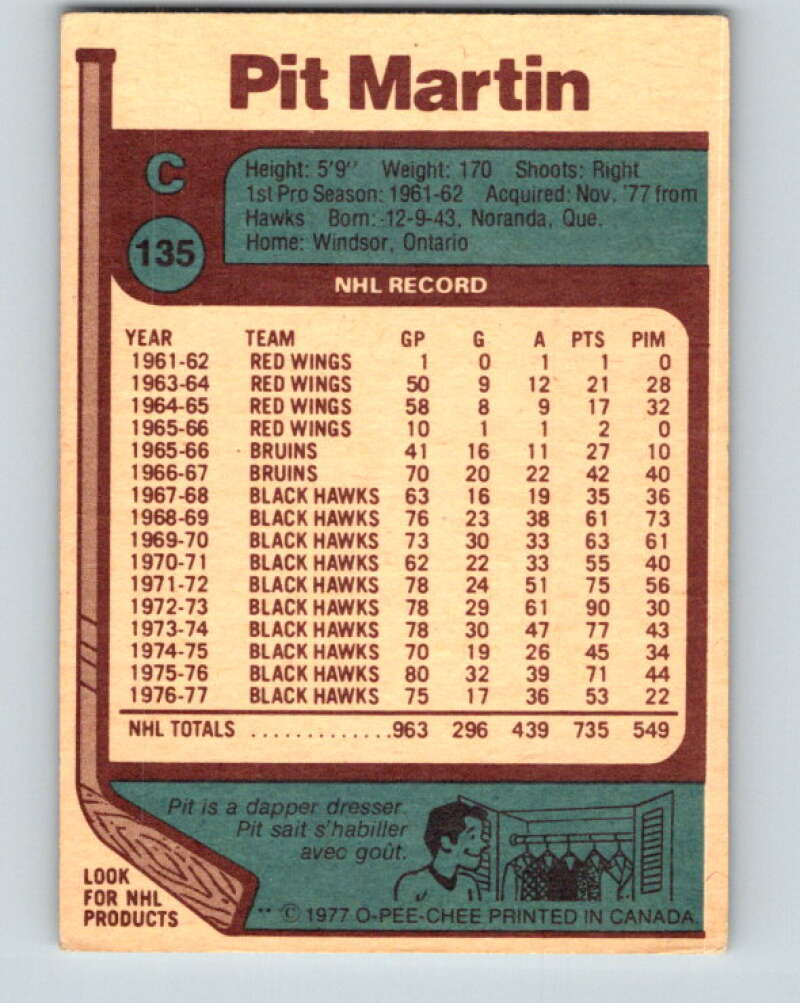 Pit Martin
C
135
Height: 5'9" Weight: 170 Shoots: Right
1st Pro Season: 1961-62 Acquired: Nov. '77 from
Hawks Born: 12-9-43, Noranda, Que.
Home: Windsor, Ontario
NHL RECORD
YEAR TEAM GP G A PTS PIM
1961-62 RED WINGS 1 0 1 1 0
1963-64 RED WINGS 50 9 12 21 28
1964-65 RED WINGS 58 8 9 17 32
1965-66 RED WINGS 10 1 1 2 0
1965-66 BRUINS 41 16 11 27 10
1966-67 BRUINS 70 20 22 42 40
1967-68 BLACK HAWKS 63 16 19 35 36
1968-69 BLACK HAWKS 76 23 38 61 73
1969-70 BLACK HAWKS 73 30 33 63 61
1970-71 BLACK HAWKS 62 22 33 55 40
1971-72 BLACK HAWKS 78 24 51 75 56
1972-73 BLACK HAWKS 78 29 61 90 30
1973-74 BLACK HAWKS 78 30 47 77 43
1974-75 BLACK HAWKS 70 19 26 45 34
1975-76 BLACK HAWKS 80 32 39 71 44
1976-77 BLACK HAWKS 75 17 36 53 22
NHL TOTALS .............963 296 439 735 549
Pit is a dapper dresser.
Pit sait s'habiller
avec goût.
LOOK
FOR NHL
PRODUCTS
** © 1977 O-PEE-CHEE PRINTED IN CANADA.